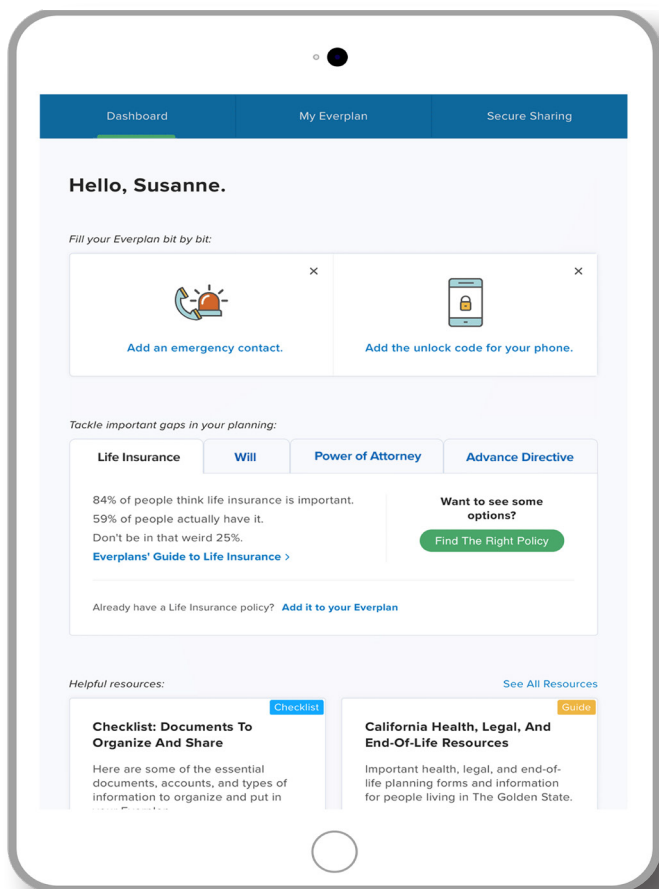 Dashboard
My Everplan
Secure Sharing
Hello, Susanne.
Fill your Everplan bit by bit:
×
×
Add an emergency contact.
Add the unlock code for your phone.
Tackle important gaps in your planning:
Life Insurance
Will
Power of Attorney
Advance Directive
84% of people think life insurance is important.
59% of people actually have it.
Don't be in that weird 25%.
Everplans' Guide to Life Insurance >
Want to see some
options?
Find The Right Policy
Already have a Life Insurance policy? Add it to your Everplan
Helpful resources:
See All Resources
Checklist
Checklist: Documents To
Organize And Share
Here are some of the essential
documents, accounts, and types of
information to organize and put in
Guide
California Health, Legal, And
End-Of-Life Resources
Important health, legal, and end-of-
life planning forms and information
for people living in The Golden State.